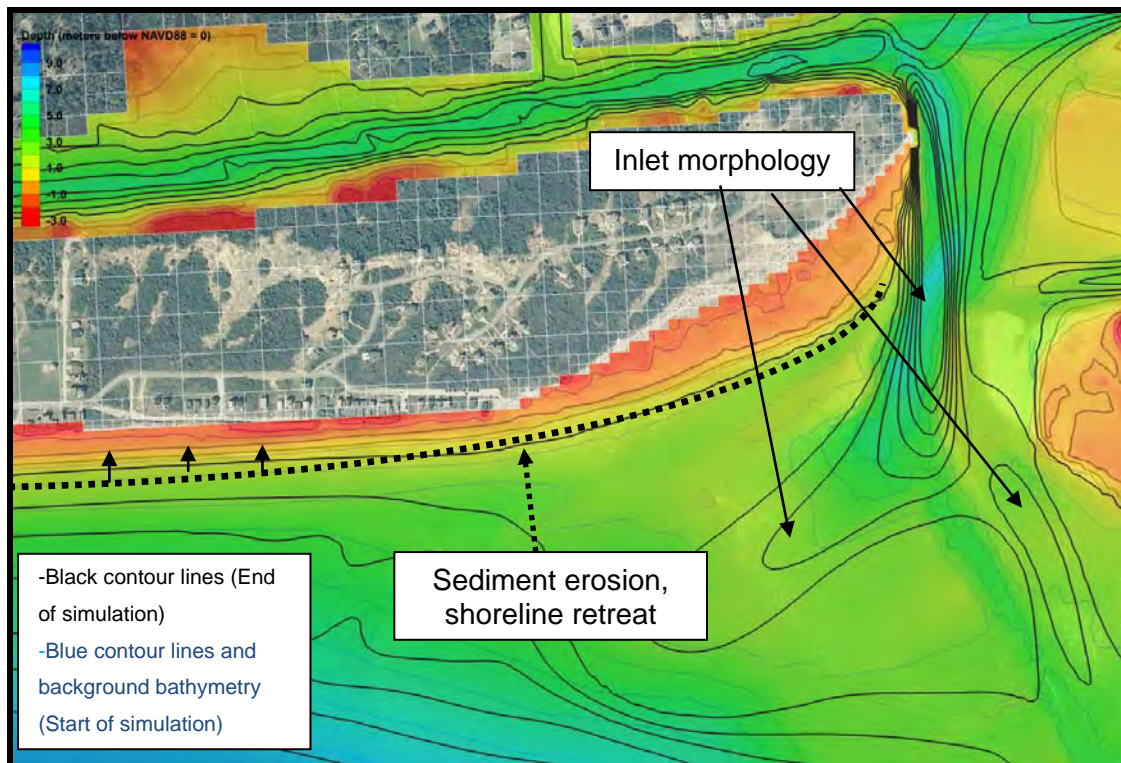 Depth (meters below NAVD88 = 0)
9.0
7.0
5.0
3.0
1.0
-1.0
-3.0
Inlet morphology
Sediment erosion,
shoreline retreat
-Black contour lines (End
of simulation)
-Blue contour lines and
background bathymetry
(Start of simulation)